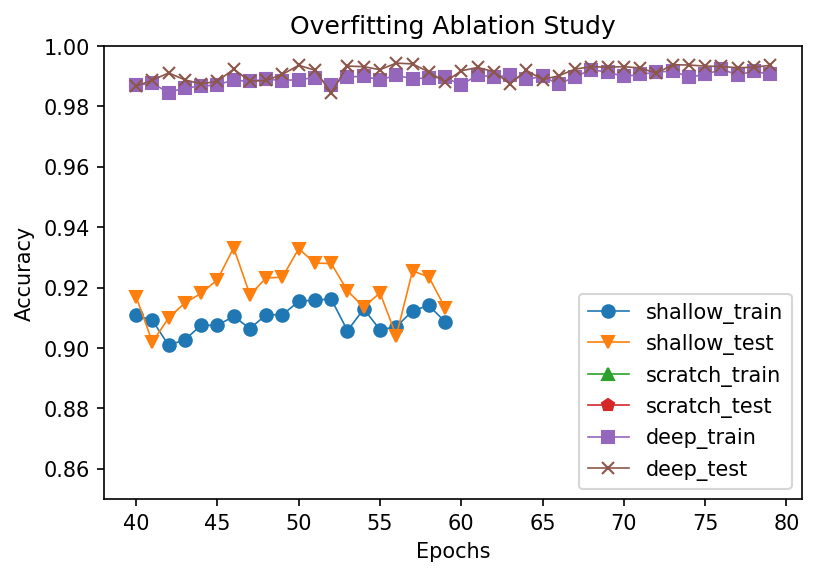 Overfitting Ablation Study
Accuracy
1.00
0.98
0.96
0.94
0.92
0.90
0.88
0.86
shallow_train
shallow_test
scratch_train
scratch_test
deep_train
deep_test
40 45 50 55 60 65 70 75 80
Epochs